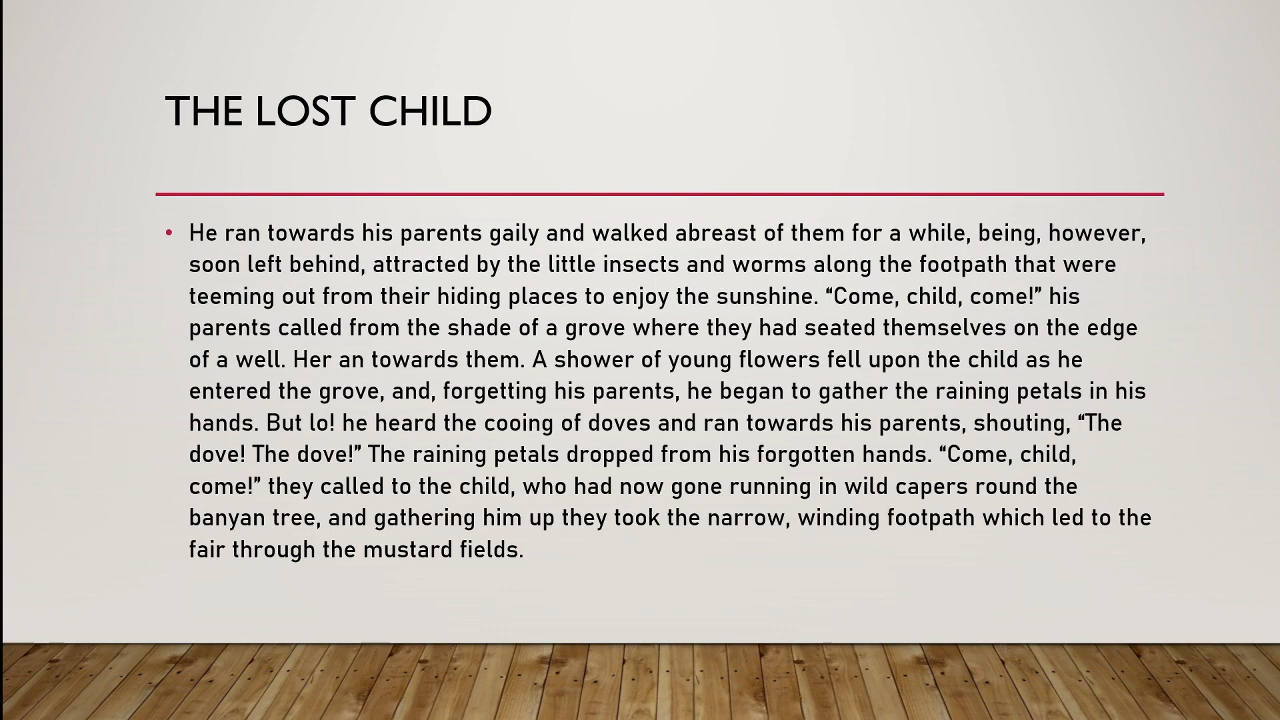 THE LOST CHILD
• He ran towards his parents gaily and walked abreast of them for a while, being, however,
soon left behind, attracted by the little insects and worms along the footpath that were
teeming out from their hiding places to enjoy the sunshine. “Come, child, come!” his
parents called from the shade of a grove where they had seated themselves on the edge
of a well. Her an towards them. A shower of young flowers fell upon the child as he
entered the grove, and, forgetting his parents, he began to gather the raining petals in his
hands. But lo! he heard the cooing of doves and ran towards his parents, shouting, “The
dove! The dove!” The raining petals dropped from his forgotten hands. “Come, child,
come!” they called to the child, who had now gone running in wild capers round the
banyan tree, and gathering him up they took the narrow, winding footpath which led to the
fair through the mustard fields.